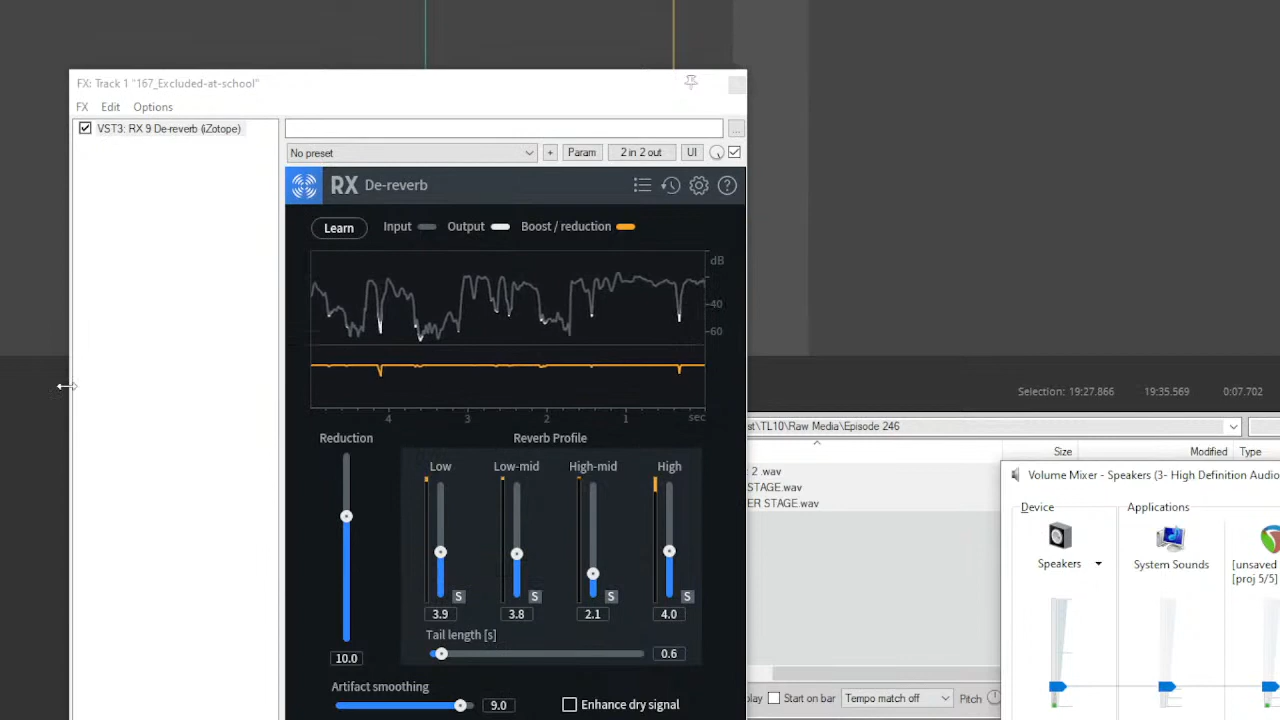 FX: Track 1 "167_Excluded-at-school"
FX Edit Options
VST3: RX 9 De-reverb (iZotope)
...
No preset
+
Param
2 in 2 out
UI
RX De-reverb
Learn
Input
Output
Boost / reduction
dB
-40
-60
4 3 2 1 sec
Selection: 19:27.866 19:35.569 0:07.702
st\TL10\Raw Media\Episode 246
Size Modified Type
2 .wav
STAGE.wav
ER STAGE.wav
Reduction
Reverb Profile
Low Low-mid High-mid High
S S S S
3.9 3.8 2.1 4.0
Tail length [s]
0.6
10.0
Artifact smoothing
9.0
Enhance dry signal
Volume Mixer - Speakers (3- High Definition Audio
Device
Applications
Speakers
System Sounds
[unsaved
[proj 5/5]
play
Start on bar
Tempo match off
Pitch